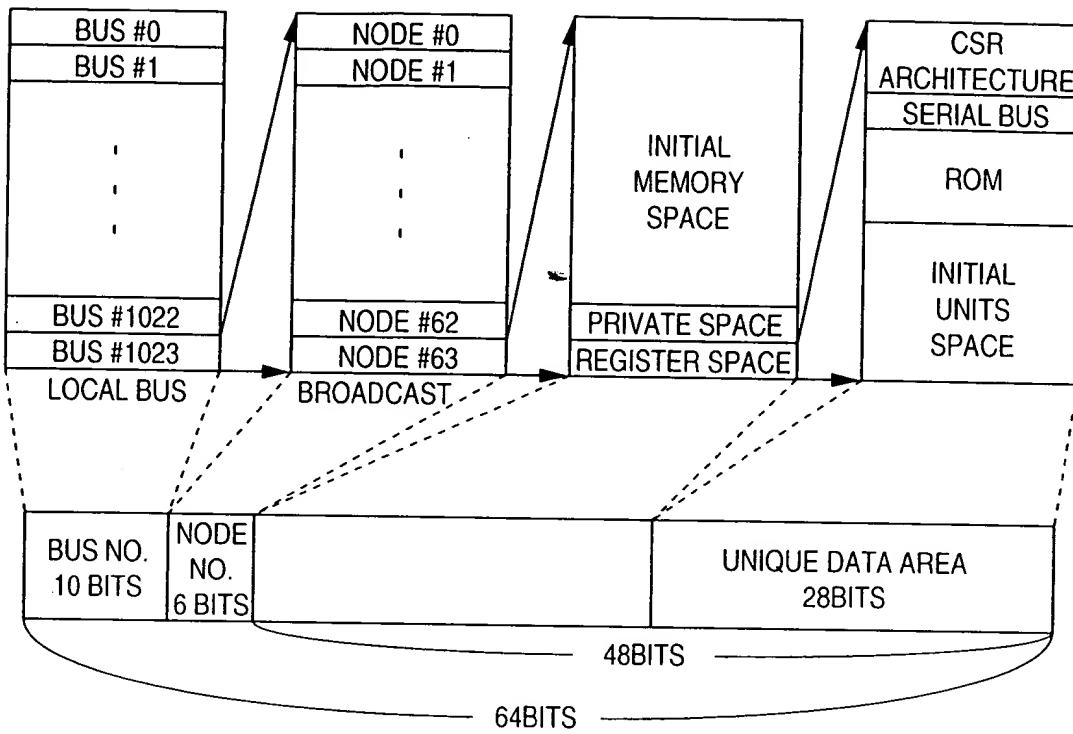 BUS #0
BUS #1
BUS #1022
BUS #1023
LOCAL BUS
NODE #0
NODE #1
NODE #62
NODE #63
BROADCAST
INITIAL
MEMORY
SPACE
PRIVATE SPACE
REGISTER SPACE
CSR
ARCHITECTURE
SERIAL BUS
ROM
INITIAL
UNITS
SPACE
BUS NO.
10 BITS
NODE
NO.
6 BITS
UNIQUE DATA AREA
28BITS
48BITS
64BITS